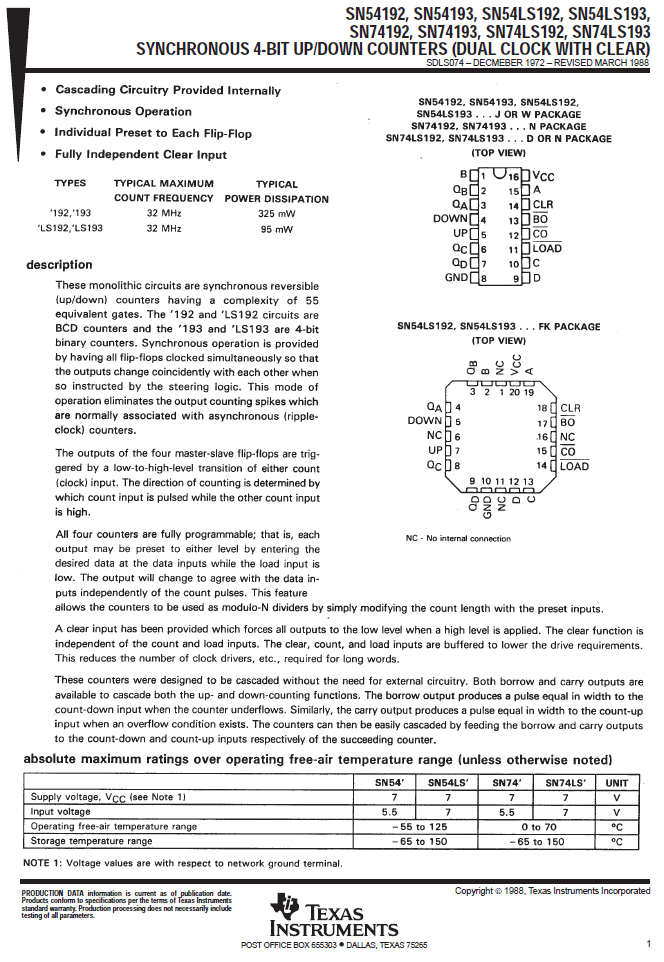 SN54192, SN54193, SN54LS192, SN54LS193,
SN74192, SN74193, SN74LS192, SN74LS193
SYNCHRONOUS 4-BIT UP/DOWN COUNTERS (DUAL CLOCK WITH CLEAR)
SDLS074 – DECMEBER 1972 – REVISED MARCH 1988
• Cascading Circuitry Provided Internally
• Synchronous Operation
• Individual Preset to Each Flip-Flop
• Fully Independent Clear Input
TYPES TYPICAL MAXIMUM TYPICAL
COUNT FREQUENCY POWER DISSIPATION
'192,'193 32 MHz 325 mW
'LS192,'LS193 32 MHz 95 mW
description
These monolithic circuits are synchronous reversible
(up/down) counters having a complexity of 55
equivalent gates. The '192 and 'LS192 circuits are
BCD counters and the '193 and 'LS193 are 4-bit
binary counters. Synchronous operation is provided
by having all flip-flops clocked simultaneously so that
the outputs change coincidently with each other when
so instructed by the steering logic. This mode of
operation eliminates the output counting spikes which
are normally associated with asynchronous (ripple-
clock) counters.
The outputs of the four master-slave flip-flops are trig-
gered by a low-to-high-level transition of either count
(clock) input. The direction of counting is determined by
which count input is pulsed while the other count input
is high.
All four counters are fully programmable; that is, each
output may be preset to either level by entering the
desired data at the data inputs while the load input is
low. The output will change to agree with the data in-
puts independently of the count pulses. This feature
allows the counters to be used as modulo-N dividers by simply modifying the count length with the preset inputs.
SN54192, SN54193, SN54LS192,
SN54LS193 . . . J OR W PACKAGE
SN74192, SN74193 . . . N PACKAGE
SN74LS192, SN74LS193 . . . D OR N PACKAGE
(TOP VIEW)
B 1 16 VCC
QB 2 15 A
QA 3 14 CLR
DOWN 4 13 BO
UP 5 12 CO
QC 6 11 LOAD
QD 7 10 C
GND 8 9 D
SN54LS192, SN54LS193 . . . FK PACKAGE
(TOP VIEW)
QB B NC VCC A
3 2 1 20 19
QA 4 18 CLR
DOWN 5 17 BO
NC 6 16 NC
UP 7 15 CO
QC 8 14 LOAD
9 10 11 12 13
QD GND NC D C
NC - No internal connection
A clear input has been provided which forces all outputs to the low level when a high level is applied. The clear function is
independent of the count and load inputs. The clear, count, and load inputs are buffered to lower the drive requirements.
This reduces the number of clock drivers, etc., required for long words.
These counters were designed to be cascaded without the need for external circuitry. Both borrow and carry outputs are
available to cascade both the up- and down-counting functions. The borrow output produces a pulse equal in width to the
count-down input when the counter underflows. Similarly, the carry output produces a pulse equal in width to the count-up
input when an overflow condition exists. The counters can then be easily cascaded by feeding the borrow and carry outputs
to the count-down and count-up inputs respectively of the succeeding counter.
absolute maximum ratings over operating free-air temperature range (unless otherwise noted)
SN54' SN54LS' SN74' SN74LS' UNIT
Supply voltage, VCC (see Note 1) 7 7 7 7 V
Input voltage 5.5 7 5.5 7 V
Operating free-air temperature range −55 to 125 0 to 70 °C
Storage temperature range −65 to 150 −65 to 150 °C
NOTE 1: Voltage values are with respect to network ground terminal.
PRODUCTION DATA information is current as of publication date.
Products conform to specifications per the terms of Texas Instruments
standard warranty. Production processing does not necessarily include
testing of all parameters.
TEXAS
INSTRUMENTS
POST OFFICE BOX 655303 • DALLAS, TEXAS 75265
Copyright © 1988, Texas Instruments Incorporated
1